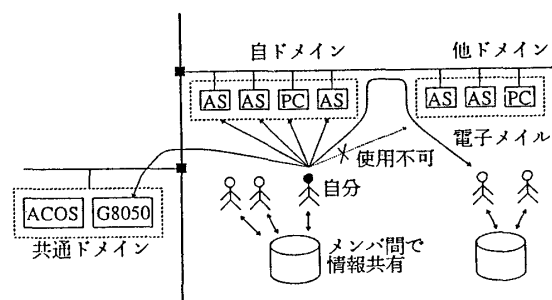 自ドメイン
他ドメイン
AS AS PC AS
AS AS PC
電子メイル
使用不可
自分
ACOS G8050
共通ドメイン
メンバ間で
情報共有